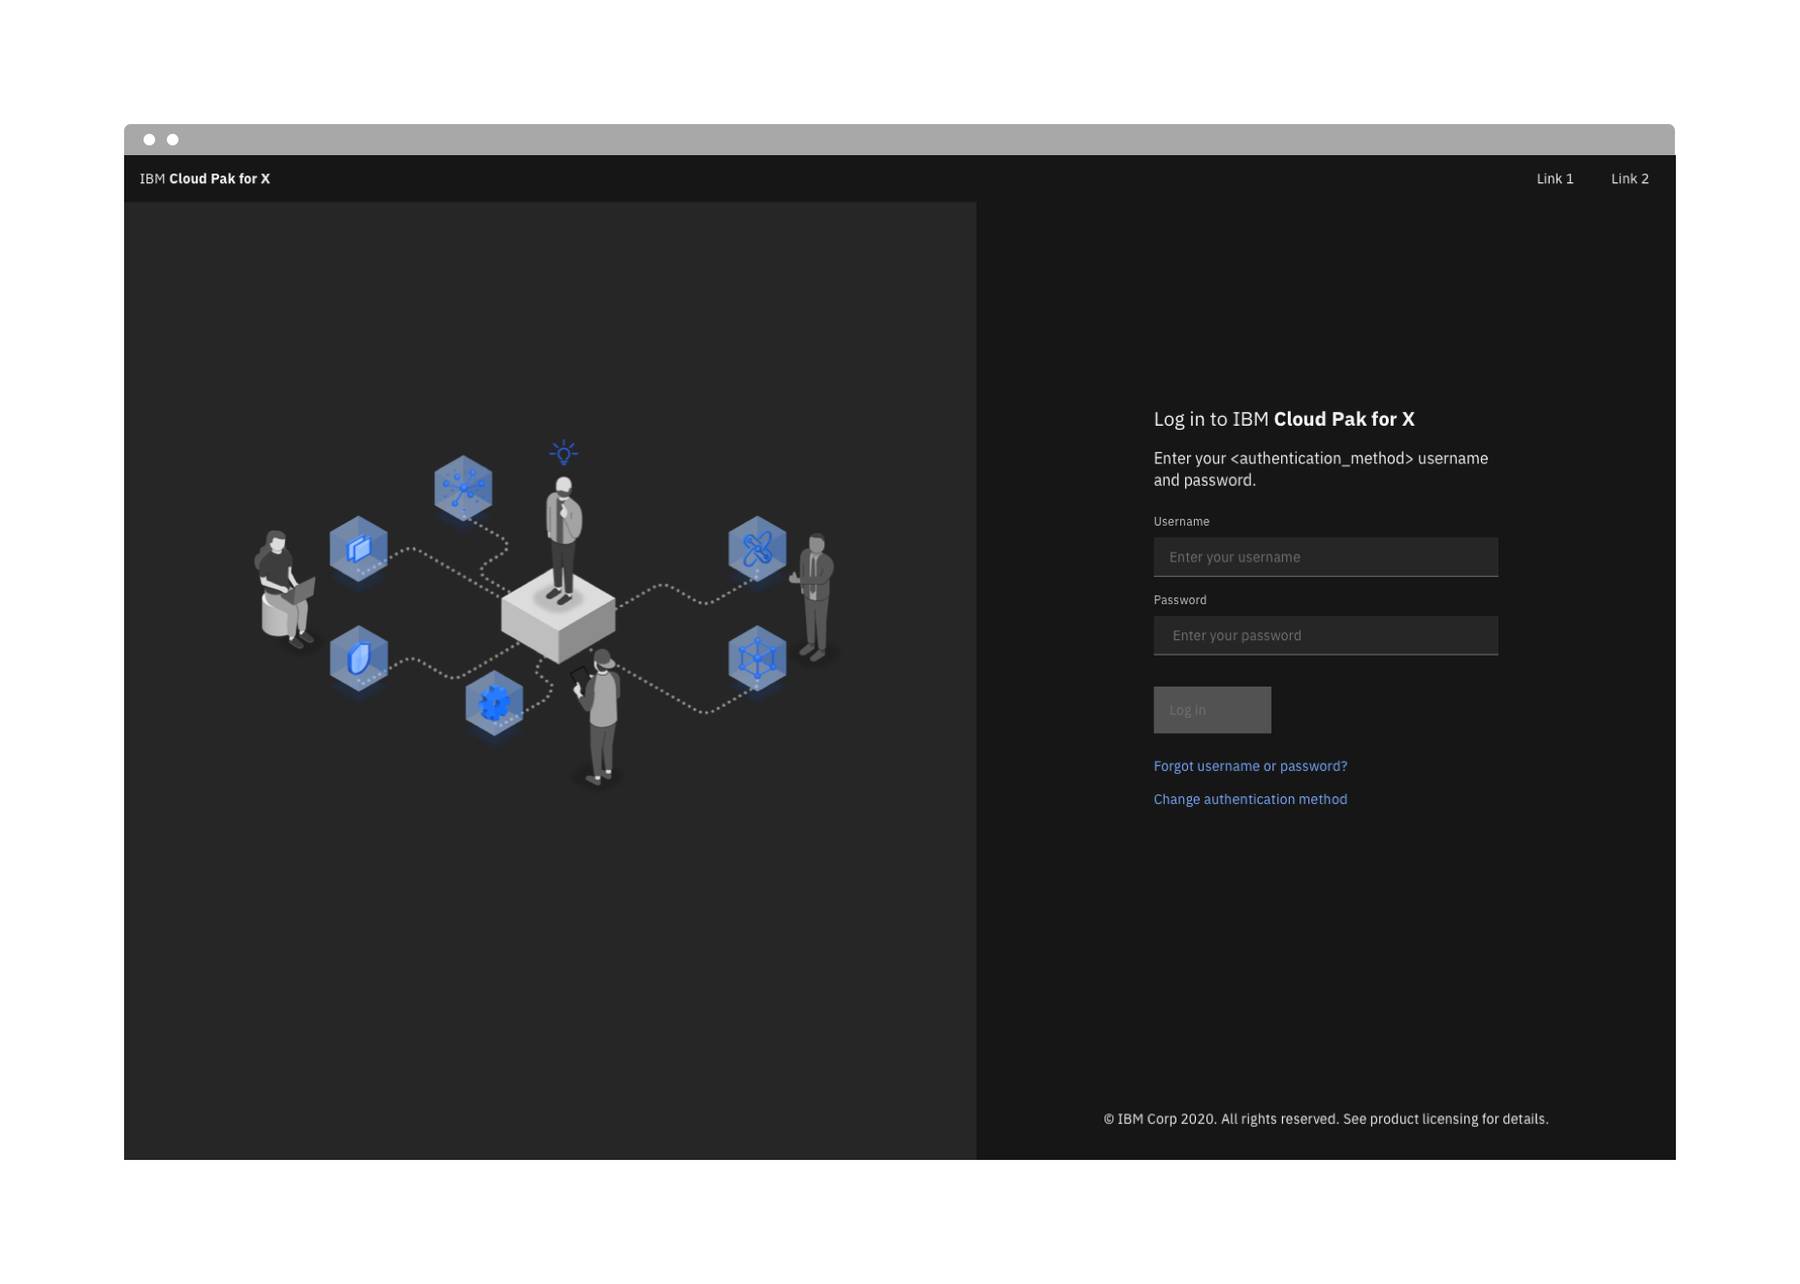 IBM Cloud Pak for X
Link 1
Link 2
Log in to IBM Cloud Pak for X
Enter your <authentication_method> username
and password.
Username
Enter your username
Password
Enter your password
Log in
Forgot username or password?
Change authentication method
© IBM Corp 2020. All rights reserved. See product licensing for details.